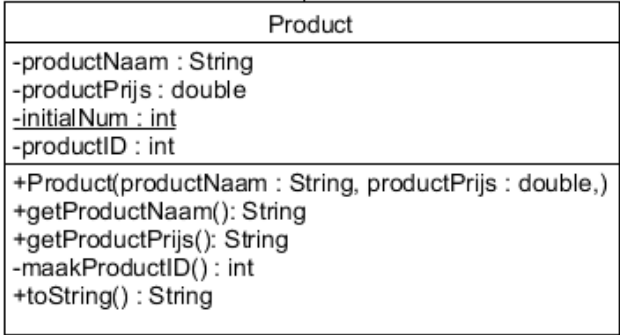 Product
-productNaam : String
-productPrijs : double
-initialNum : int
-productID : int
+Product(productNaam : String, productPrijs : double,)
+getProductNaam(): String
+getProductPrijs(): String
-maakProductID() : int
+toString() : String